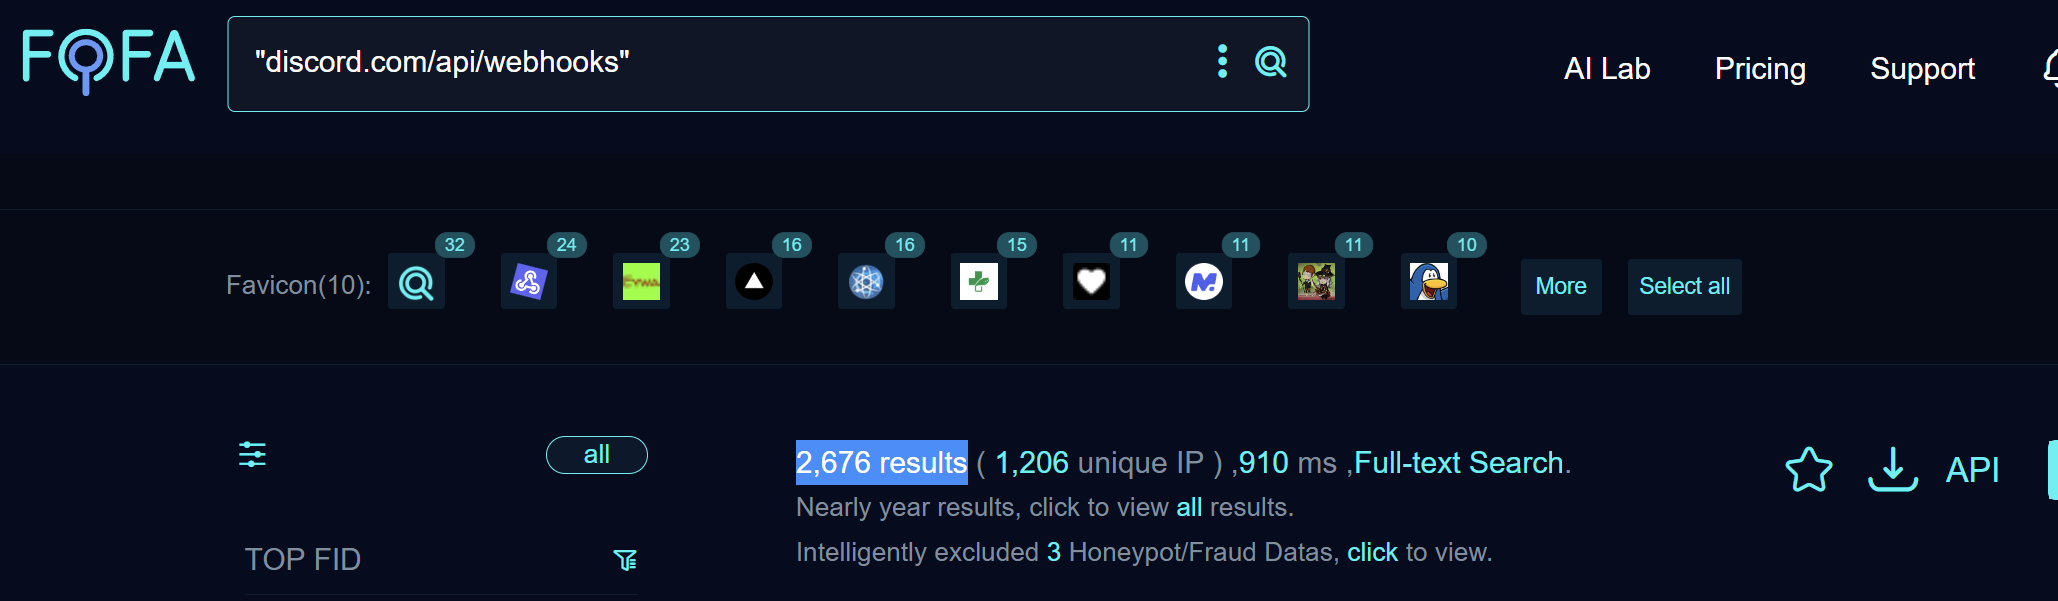 FOFA
"discord.com/api/webhooks"
AI Lab
Pricing
Support
32
24
23
16
16
15
11
11
11
10
Favicon(10):
More
Select all
all
2,676 results ( 1,206 unique IP ) ,910 ms ,Full-text Search.
API
Nearly year results, click to view all results.
Intelligently excluded 3 Honeypot/Fraud Datas, click to view.
TOP FID